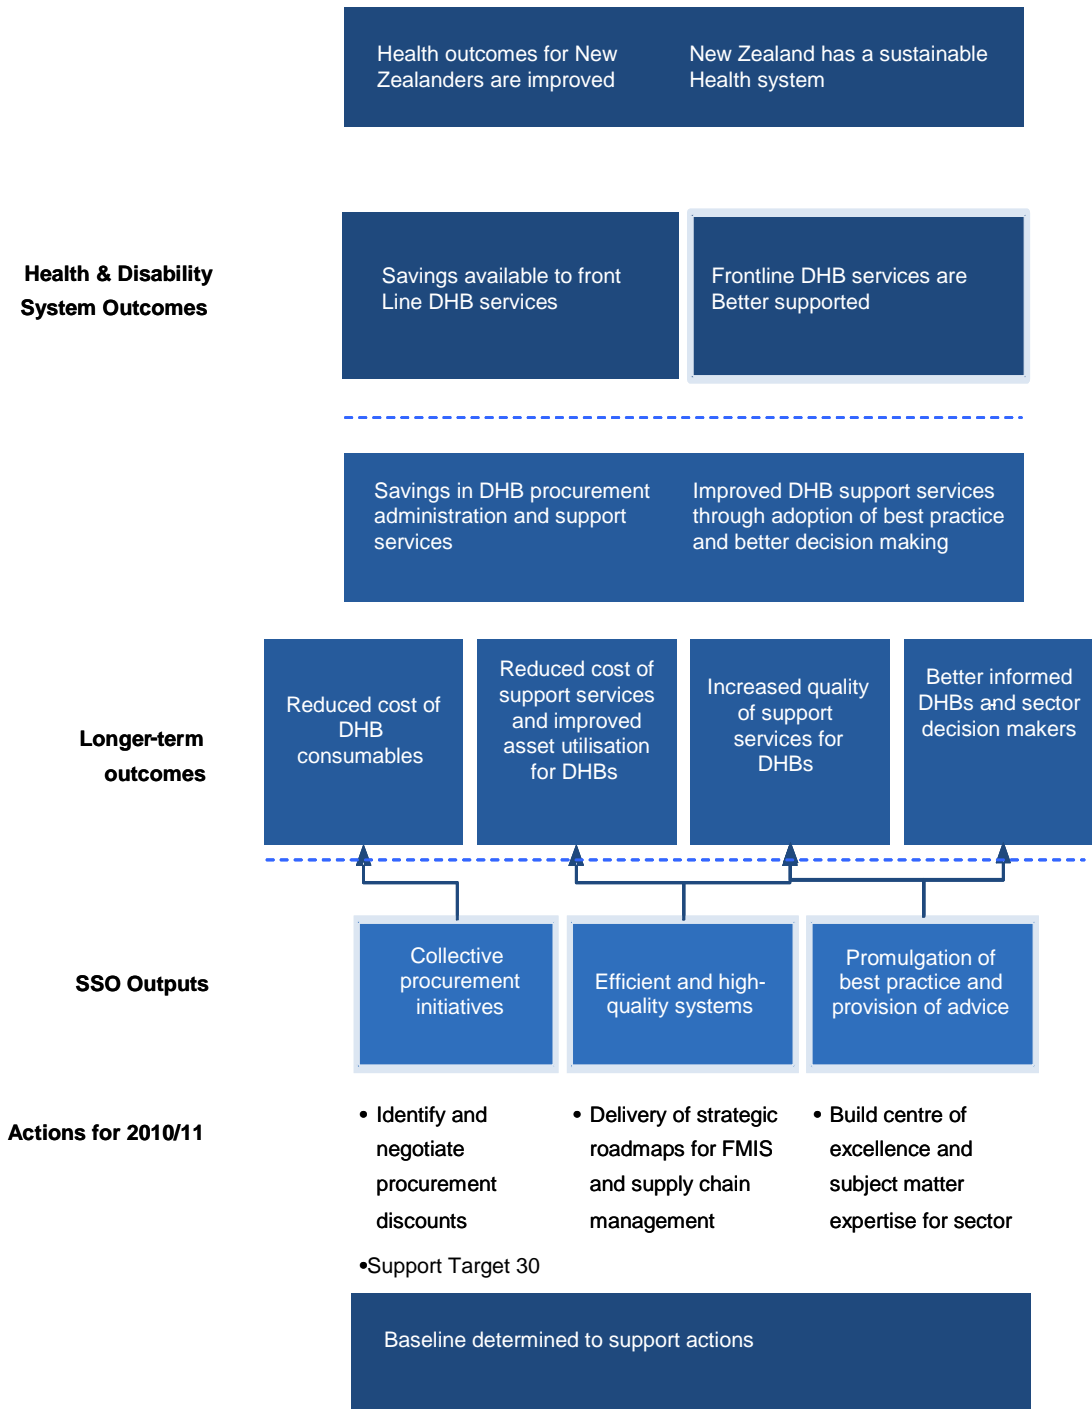 Health outcomes for New
Zealanders are improved
New Zealand has a sustainable
Health system
Health & Disability
System Outcomes
Savings available to front
Line DHB services
Frontline DHB services are
Better supported
Savings in DHB procurement
administration and support
services
Improved DHB support services
through adoption of best practice
and better decision making
Longer-term
outcomes
Reduced cost of
DHB
consumables
Reduced cost of
support services
and improved
asset utilisation
for DHBs
Increased quality
of support
services for
DHBs
Better informed
DHBs and sector
decision makers
SSO Outputs
Collective
procurement
initiatives
Efficient and high-
quality systems
Promulgation of
best practice and
provision of advice
Actions for 2010/11
• Identify and
negotiate
procurement
discounts
•Support Target 30
• Delivery of strategic
roadmaps for FMIS
and supply chain
management
• Build centre of
excellence and
subject matter
expertise for sector
Baseline determined to support actions